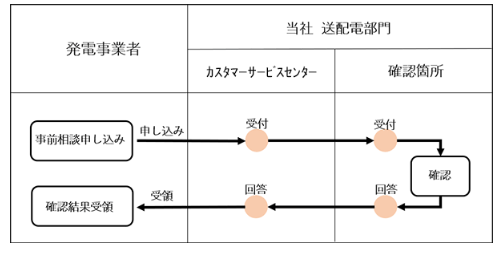 発電事業者
当社 送配電部門
カスタマーサービスセンター
確認箇所
事前相談申し込み
申し込み
受付
受付
確認
確認結果受領
受領
回答
回答